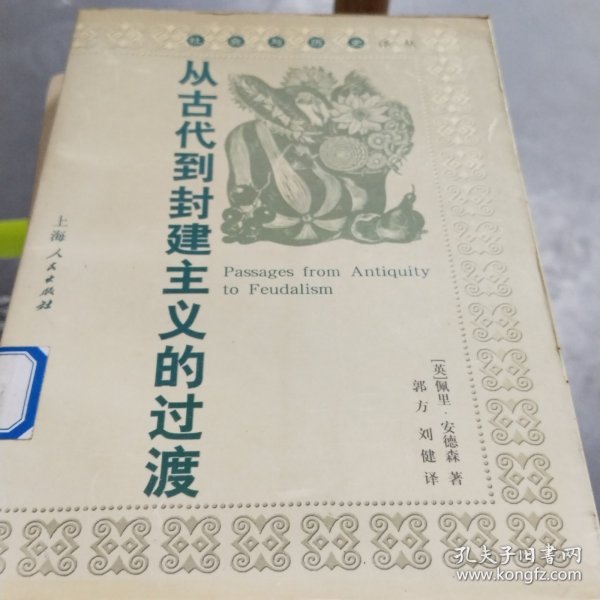 社会与历史译丛
从古代到封建主义的过渡
Passages from Antiquity
to Feudalism
[英]佩里·安德森 著
郭方 刘健 译
上海人民出版社
孔夫子旧书网
www.kongfz.com